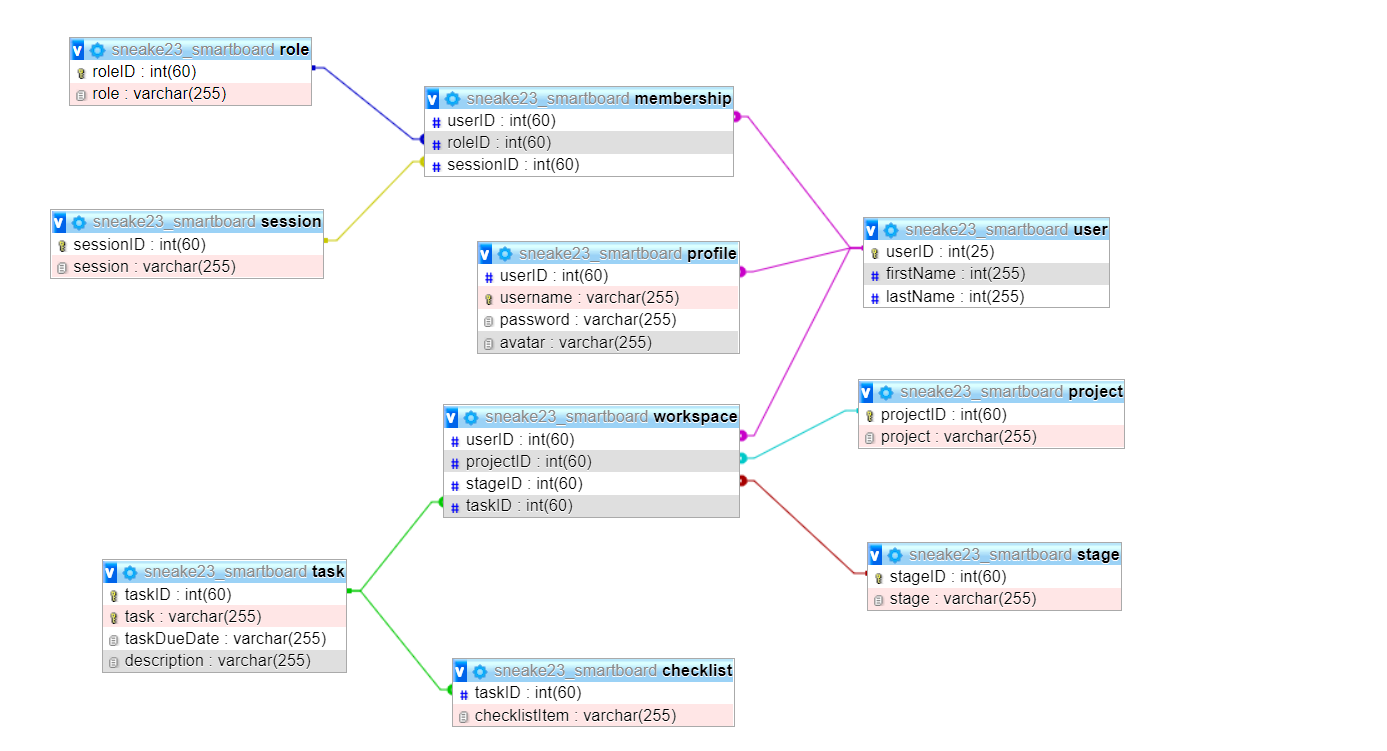 v sneake23_smartboard role
roleID : int(60)
role : varchar(255)
v sneake23_smartboard membership
# userID : int(60)
# roleID : int(60)
# sessionID : int(60)
v sneake23_smartboard session
sessionID : int(60)
session : varchar(255)
v sneake23_smartboard user
userID : int(25)
# firstName : int(255)
# lastName : int(255)
v sneake23_smartboard profile
# userID : int(60)
username : varchar(255)
password : varchar(255)
avatar : varchar(255)
v sneake23_smartboard project
projectID : int(60)
project : varchar(255)
v sneake23_smartboard workspace
# userID : int(60)
# projectID : int(60)
# stageID : int(60)
# taskID : int(60)
v sneake23_smartboard stage
stageID : int(60)
stage : varchar(255)
v sneake23_smartboard task
taskID : int(60)
task : varchar(255)
taskDueDate : varchar(255)
description : varchar(255)
v sneake23_smartboard checklist
# taskID : int(60)
checklistItem : varchar(255)